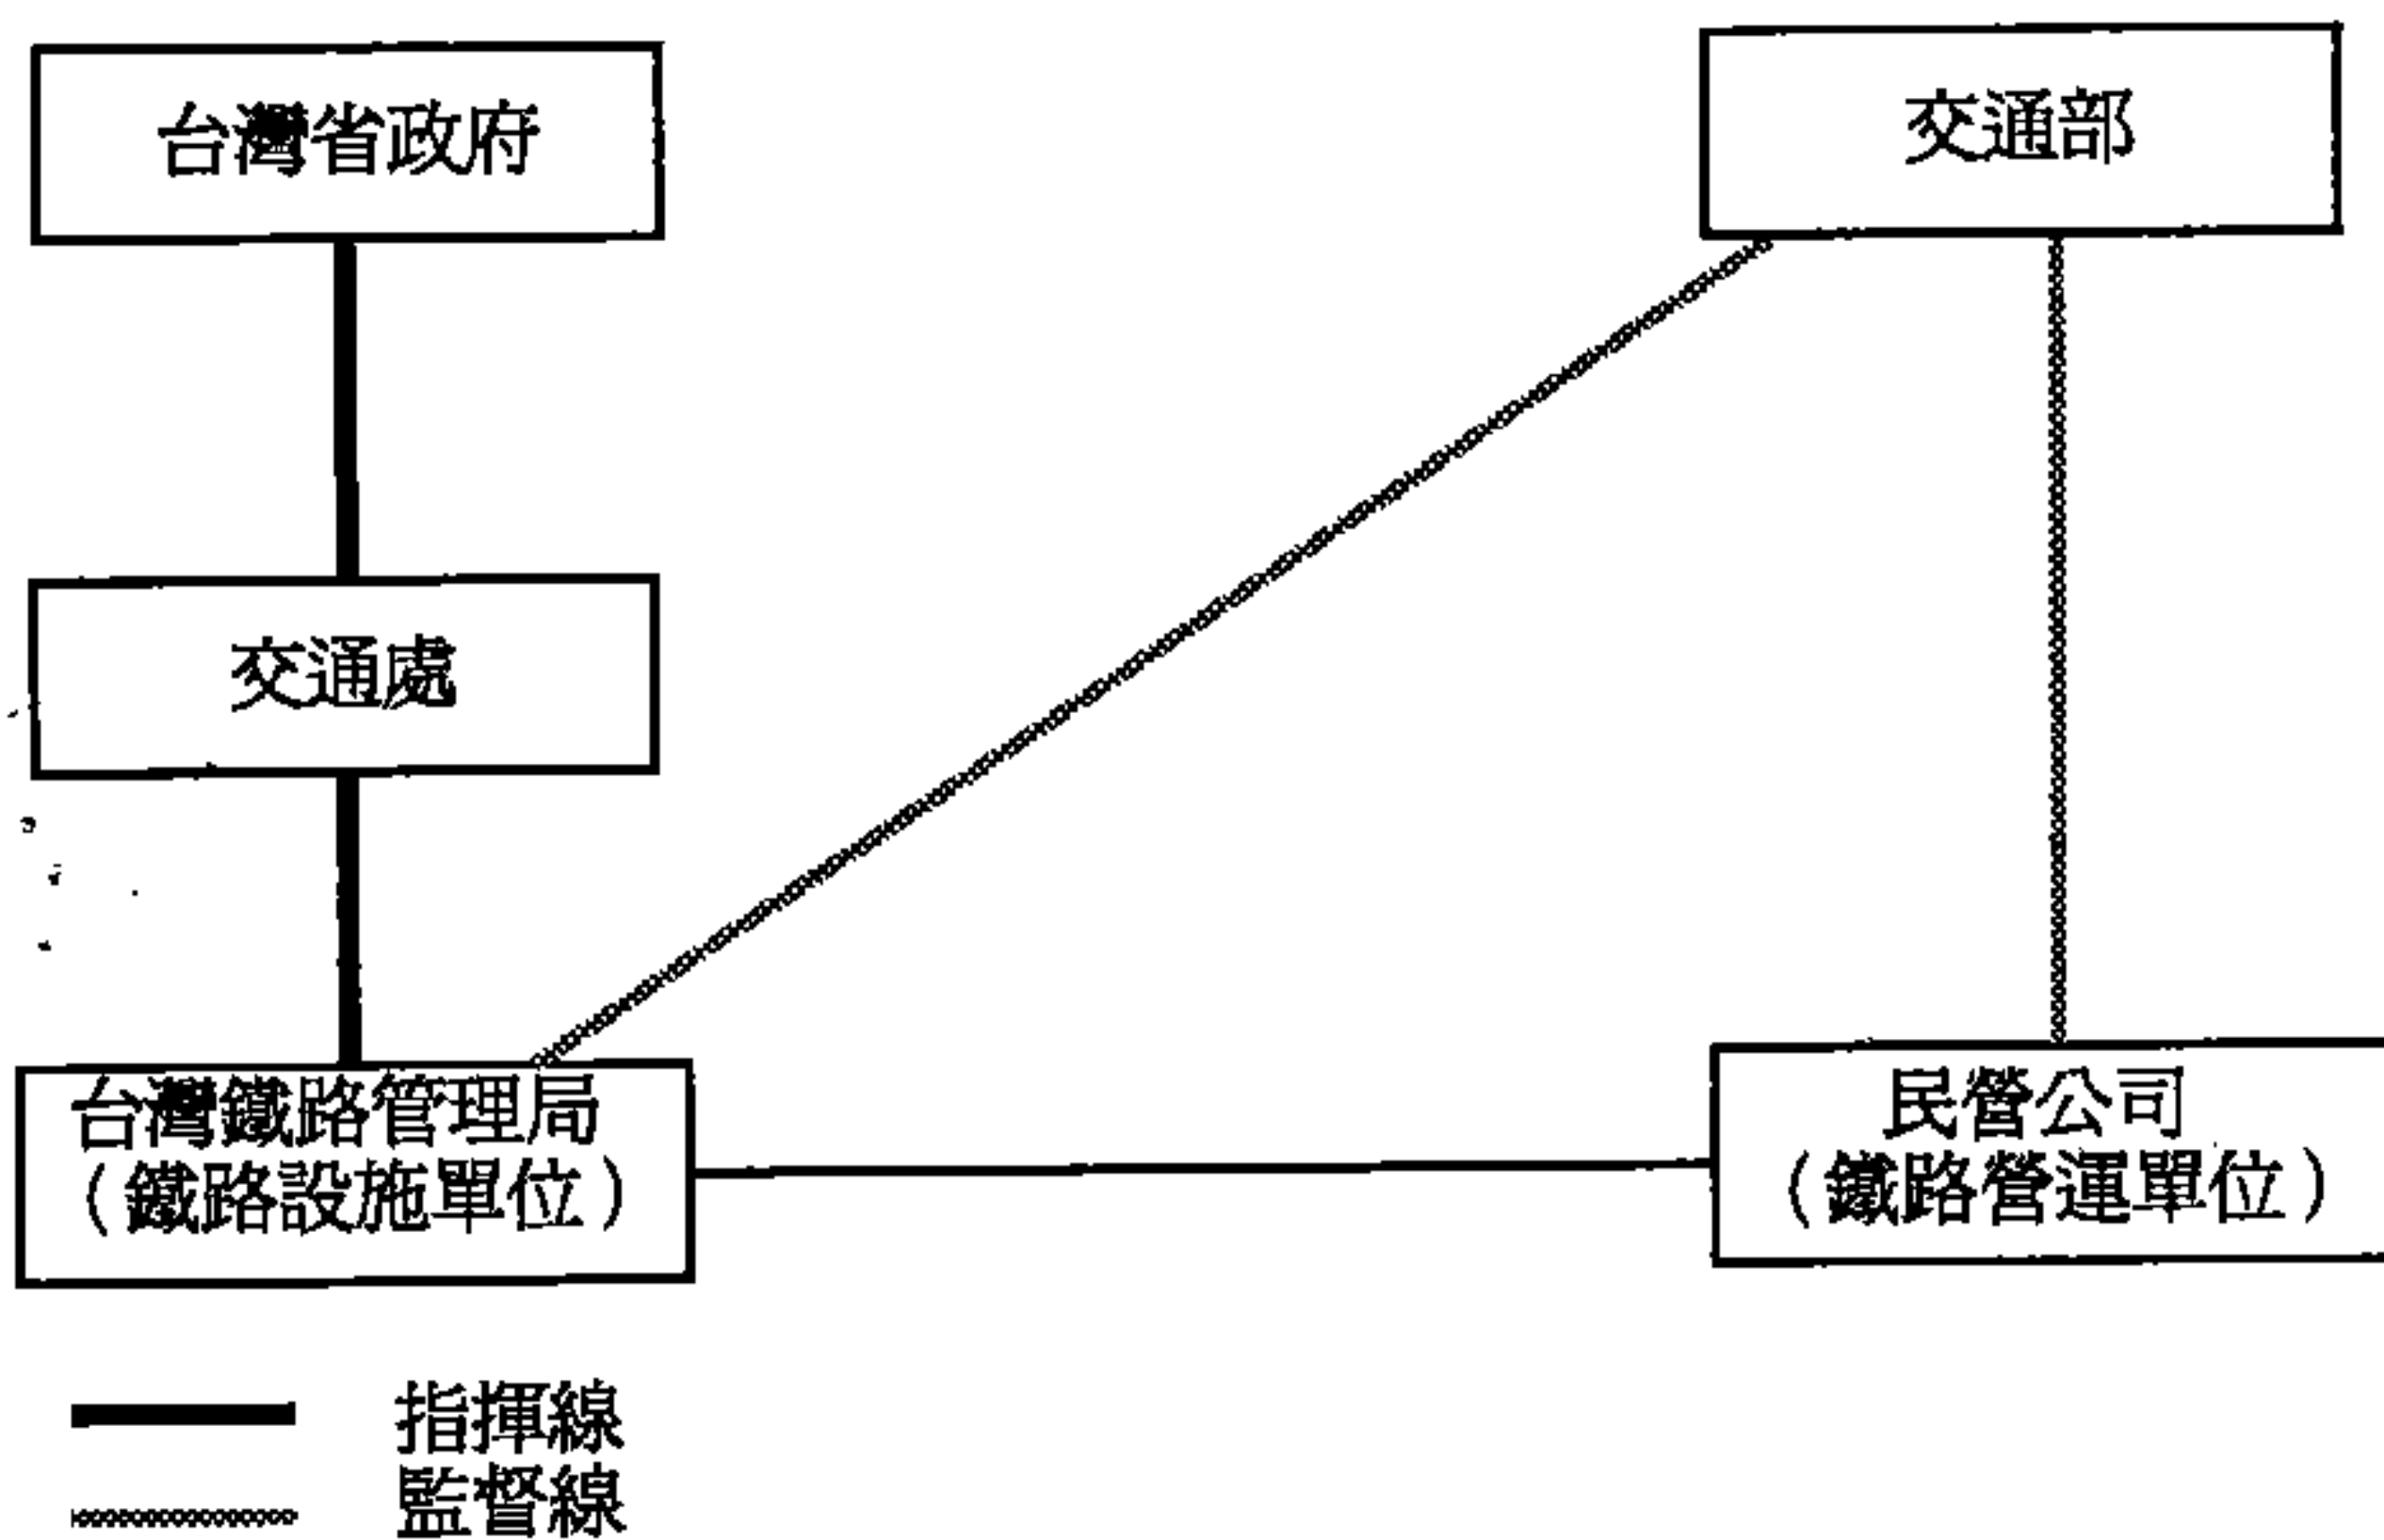 台灣省政府
交通部
交通處
台灣鐵路管理局
（鐵路設施單位）
民營公司
（鐵路營運單位）
指揮線
監督線